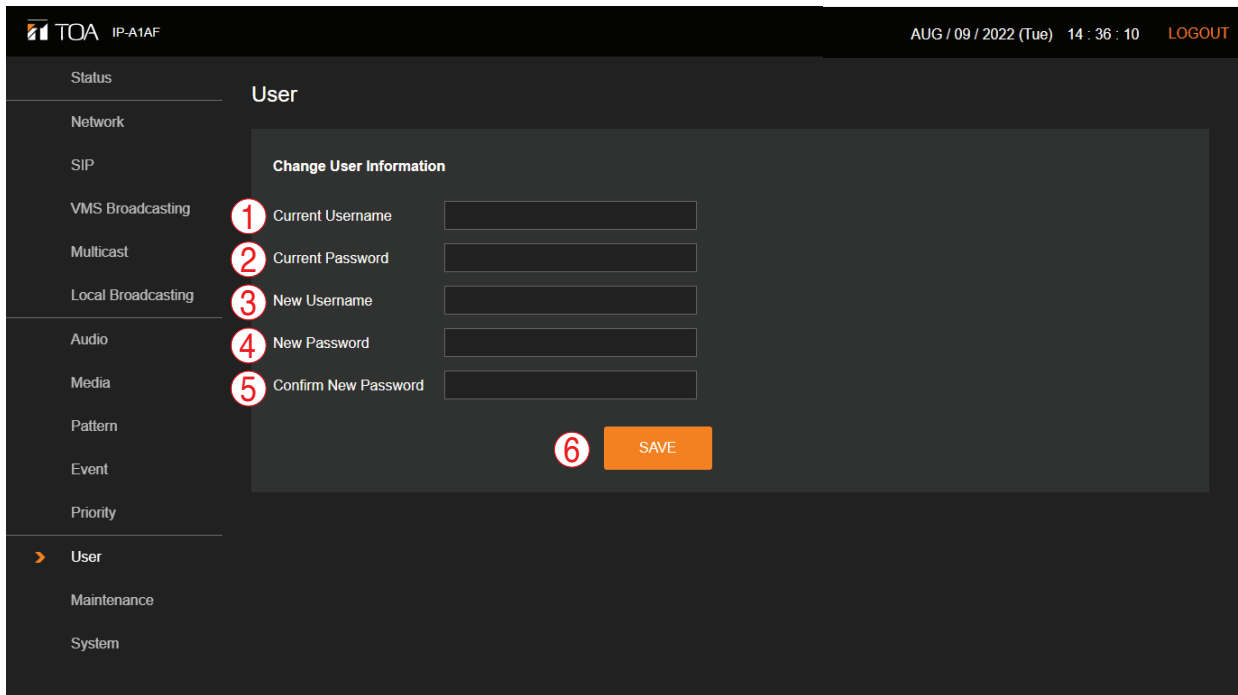 TOA IP-A1AF AUG / 09 / 2022 (Tue) 14 : 36 : 10 LOGOUT
Status
Network
SIP
VMS Broadcasting
Multicast
Local Broadcasting
Audio
Media
Pattern
Event
Priority
User
Maintenance
System
User
Change User Information
1 Current Username
2 Current Password
3 New Username
4 New Password
5 Confirm New Password
6 SAVE